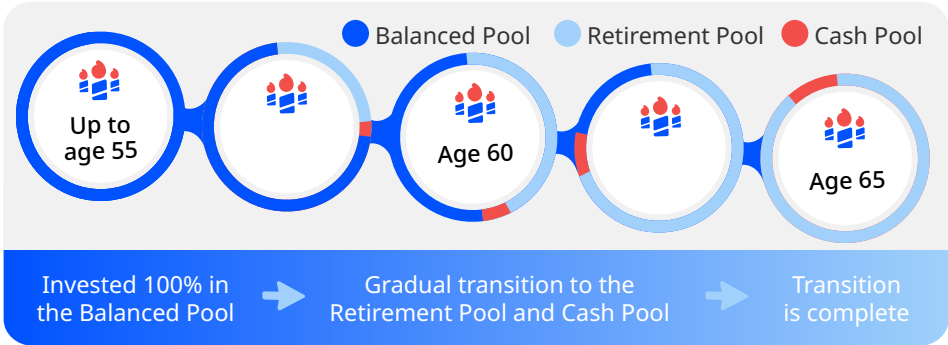 Balanced Pool
Retirement Pool
Cash Pool
Up to
age 55
Age 60
Age 65
Invested 100% in
the Balanced Pool
Gradual transition to the
Retirement Pool and Cash Pool
Transition
is complete